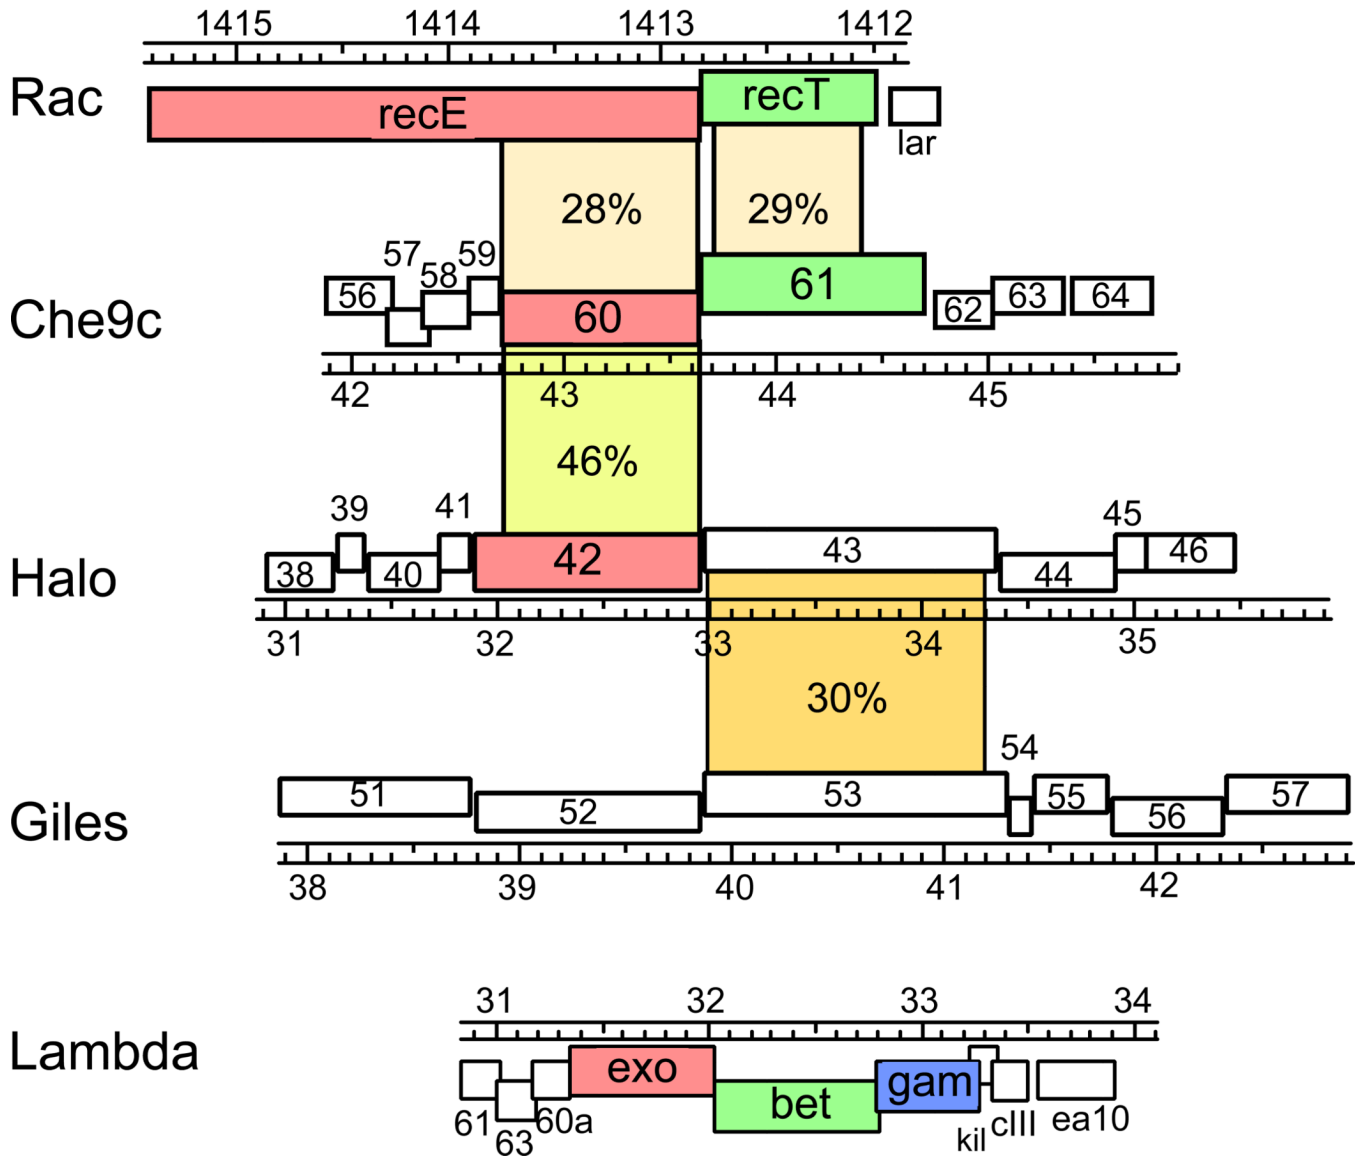 1415 1414 1413 1412
Rac recE recT lar
28% 29%
57 58 59
Che9c 56 60 61 62 63 64
42 43 44 45
46%
39 41 45
Halo 38 40 42 43 44 46
31 32 33 34 35
30%
54
Giles 51 52 53 55 56 57
38 39 40 41 42
31 32 33 34
Lambda exo bet gam
61 63 60a kil cIII ea10